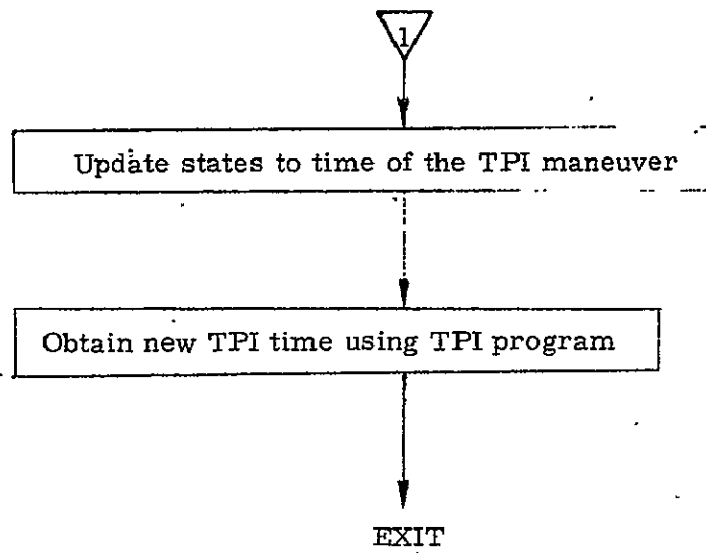 1
Update states to time of the TPI maneuver
Obtain new TPI time using TPI program
EXIT